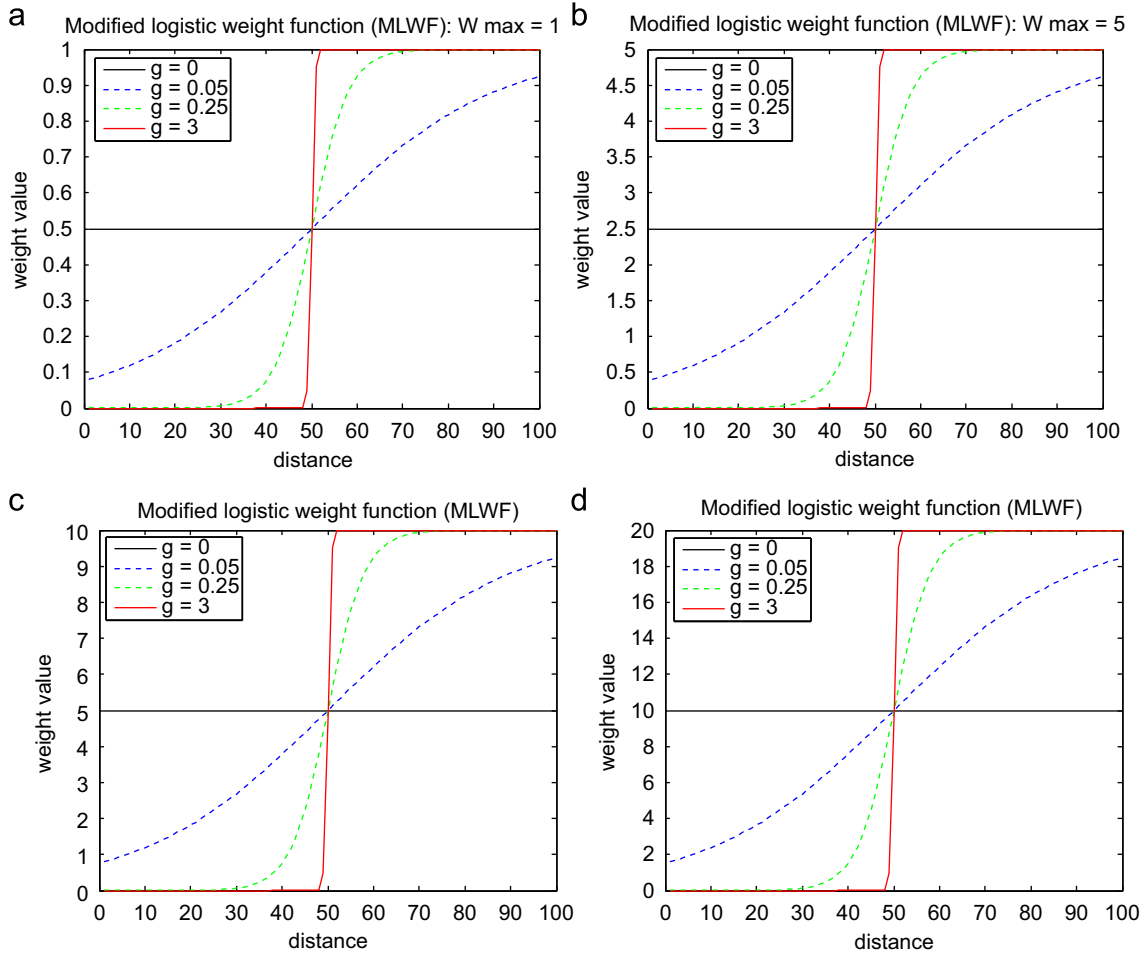 a
Modified logistic weight function (MLWF): W max = 1
1
0.9
0.8
0.7
0.6
0.5
0.4
0.3
0.2
0.1
0
weight value
g = 0
g = 0.05
g = 0.25
g = 3
0 10 20 30 40 50 60 70 80 90 100
distance
b
Modified logistic weight function (MLWF): W max = 5
5
4.5
4
3.5
3
2.5
2
1.5
1
0.5
0
weight value
g = 0
g = 0.05
g = 0.25
g = 3
0 10 20 30 40 50 60 70 80 90 100
distance
c
Modified logistic weight function (MLWF)
10
9
8
7
6
5
4
3
2
1
0
weight value
g = 0
g = 0.05
g = 0.25
g = 3
0 10 20 30 40 50 60 70 80 90 100
distance
d
Modified logistic weight function (MLWF)
20
18
16
14
12
10
8
6
4
2
0
weight value
g = 0
g = 0.05
g = 0.25
g = 3
0 10 20 30 40 50 60 70 80 90 100
distance